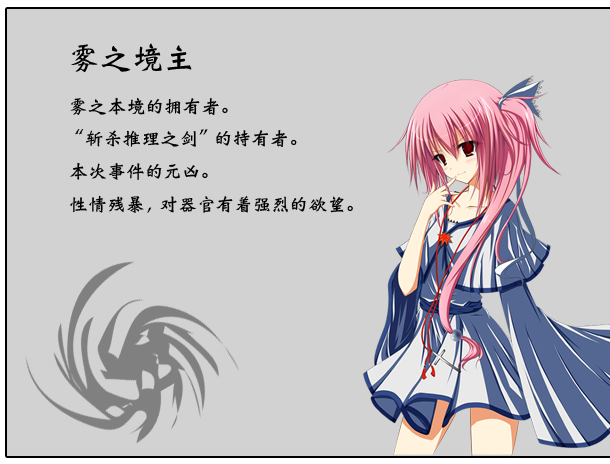 雾之境主
雾之本境的拥有者。
“斩杀推理之剑”的持有者。
本次事件的元凶。
性情残暴，对器官有着强烈的欲望。